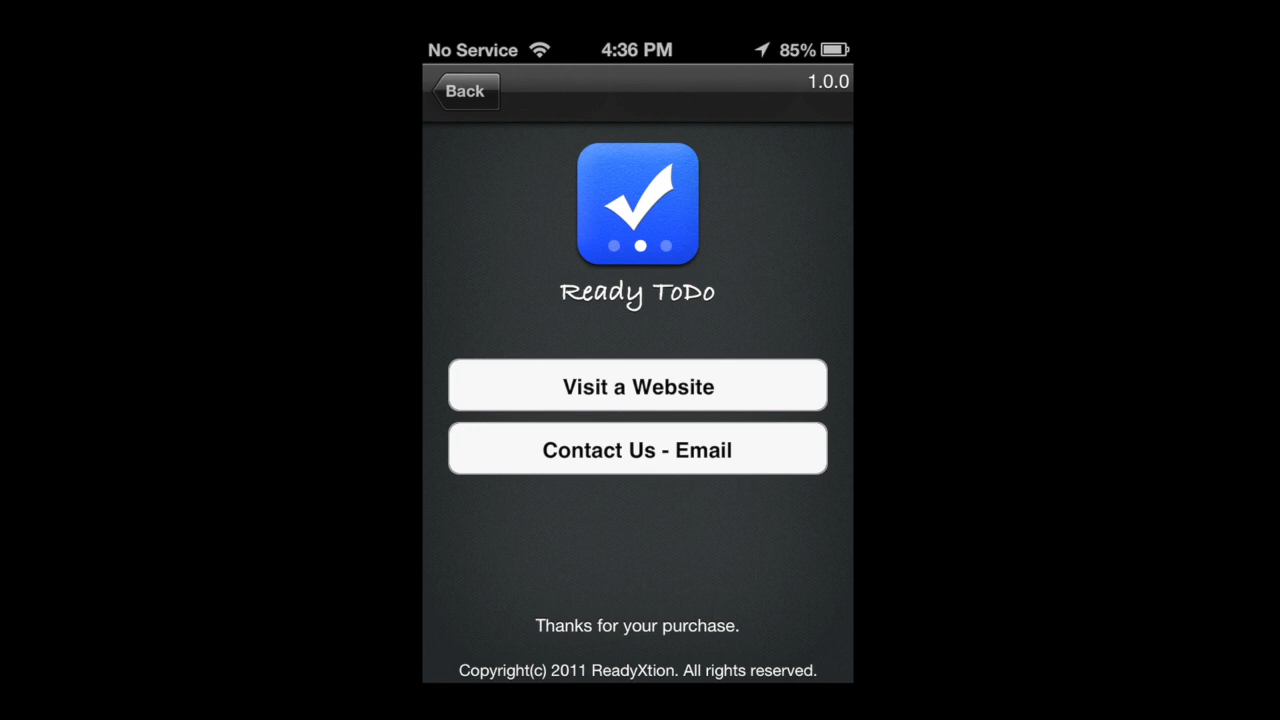 No Service 4:36 PM 85%
Back 1.0.0
Ready ToDo
Visit a Website
Contact Us - Email
Thanks for your purchase.
Copyright(c) 2011 ReadyXtion. All rights reserved.